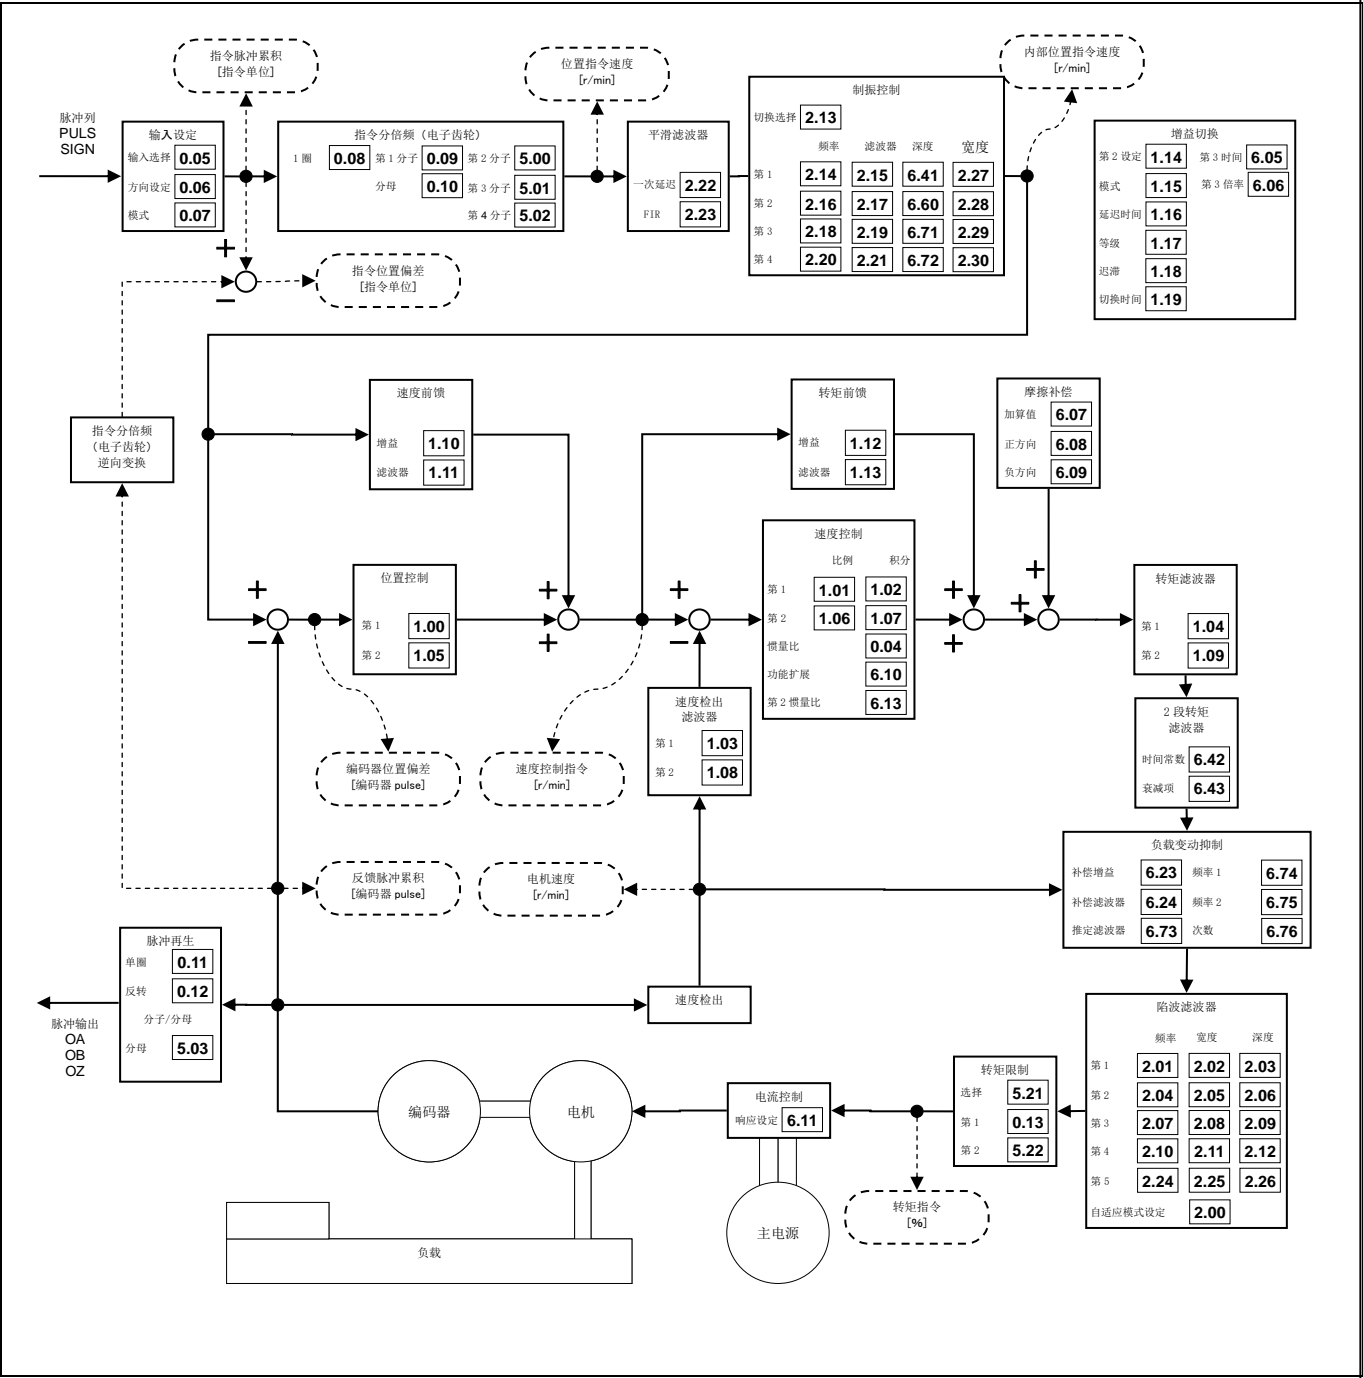 指令脉冲累积
[指令单位]
位置指令速度
[r/min]
内部位置指令速度
[r/min]
脉冲列
PULS
SIGN
输入设定
输入选择 0.05
方向设定 0.06
模式 0.07
指令分倍频（电子齿轮）
1 圈 0.08 第 1 分子 0.09 第 2 分子 5.00
分母 0.10 第 3 分子 5.01
第 4 分子 5.02
平滑滤波器
一次延迟 2.22
FIR 2.23
制振控制
切换选择 2.13
频率 滤波器 深度 宽度
第 1 2.14 2.15 6.41 2.27
第 2 2.16 2.17 6.60 2.28
第 3 2.18 2.19 6.71 2.29
第 4 2.20 2.21 6.72 2.30
增益切换
第 2 设定 1.14 第 3 时间 6.05
模式 1.15 第 3 倍率 6.06
延迟时间 1.16
等级 1.17
迟滞 1.18
切换时间 1.19
+
−
指令位置偏差
[指令单位]
指令分倍频
（电子齿轮）
逆向变换
速度前馈
增益 1.10
滤波器 1.11
转矩前馈
增益 1.12
滤波器 1.13
摩擦补偿
加算值 6.07
正方向 6.08
负方向 6.09
+
−
位置控制
第 1 1.00
第 2 1.05
+
+
+
−
速度控制
比例 积分
第 1 1.01 1.02
第 2 1.06 1.07
惯量比 0.04
功能扩展 6.10
第 2 惯量比 6.13
+
+
+
+
转矩滤波器
第 1 1.04
第 2 1.09
速度检出
滤波器
第 1 1.03
第 2 1.08
2 段转矩
滤波器
时间常数 6.42
衰减项 6.43
编码器位置偏差
[编码器 pulse]
速度控制指令
[r/min]
负载变动抑制
补偿增益 6.23 频率 1 6.74
补偿滤波器 6.24 频率 2 6.75
推定滤波器 6.73 次数 6.76
反馈脉冲累积
[编码器 pulse]
电机速度
[r/min]
脉冲再生
单圈 0.11
反转 0.12
分子/分母
分母 5.03
脉冲输出
OA
OB
OZ
速度检出
陷波滤波器
频率 宽度 深度
第 1 2.01 2.02 2.03
第 2 2.04 2.05 2.06
第 3 2.07 2.08 2.09
第 4 2.10 2.11 2.12
第 5 2.24 2.25 2.26
自适应模式设定 2.00
转矩限制
选择 5.21
第 1 0.13
第 2 5.22
电流控制
响应设定 6.11
编码器
电机
转矩指令
[%]
主电源
负载